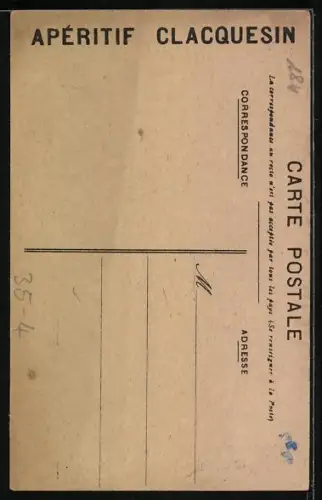 APÉRITIF CLACQUESIN
184
CARTE POSTALE
La correspondance au recto n'est pas acceptée par tous les pays (Se renseigner à la Poste)
CORRESPONDANCE
ADRESSE
M
35-4